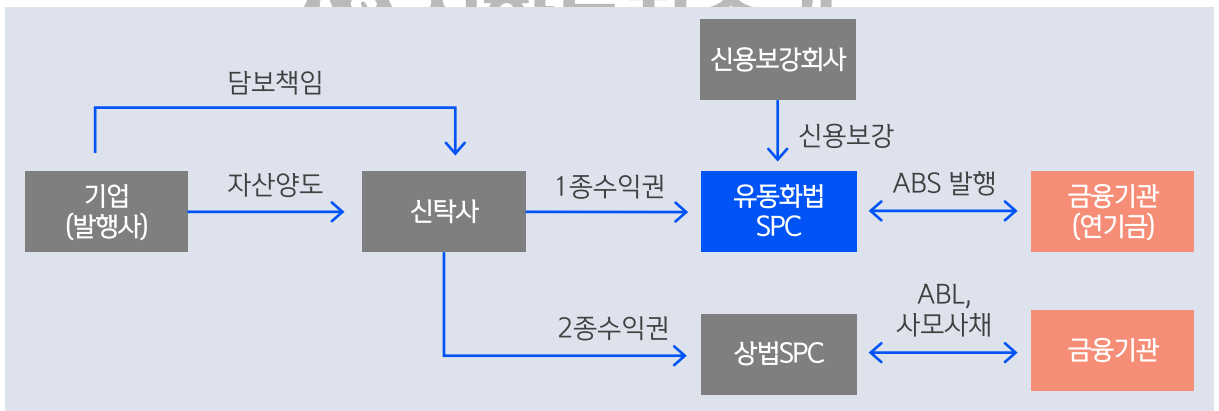 신용보강회사
담보책임
신용보강
기업
(발행사)
자산양도
신탁사
1종수익권
유동화법
SPC
ABS 발행
금융기관
(연기금)
2종수익권
상법SPC
ABL,
사모사채
금융기관